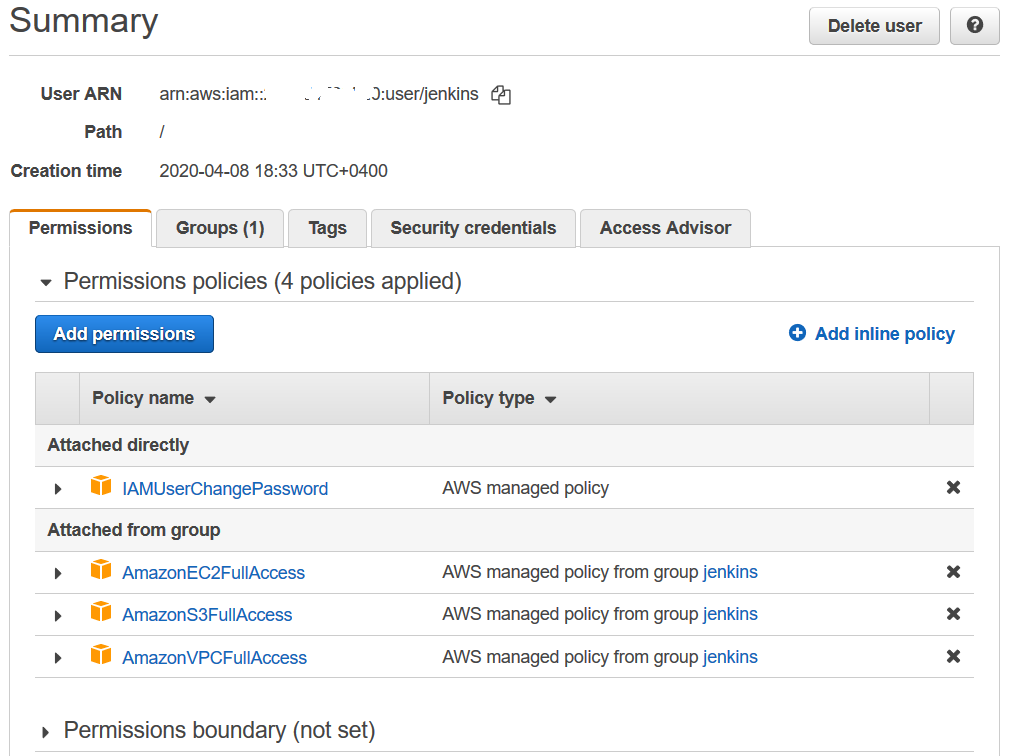 Summary
Delete user
User ARN arn:aws:iam:: 0:user/jenkins
Path /
Creation time 2020-04-08 18:33 UTC+0400
Permissions Groups (1) Tags Security credentials Access Advisor
Permissions policies (4 policies applied)
Add permissions Add inline policy
Policy name Policy type
Attached directly
IAMUserChangePassword AWS managed policy
Attached from group
AmazonEC2FullAccess AWS managed policy from group jenkins
AmazonS3FullAccess AWS managed policy from group jenkins
AmazonVPCFullAccess AWS managed policy from group jenkins
Permissions boundary (not set)